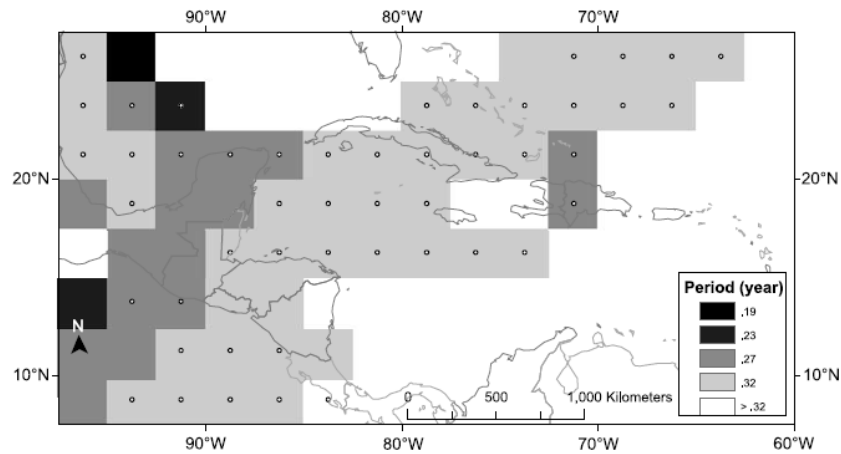 90°W 80°W 70°W
20°N 20°N
Period (year)
.19
.23
.27
.32
> .32
N
10°N 10°N
0 500 1,000 Kilometers
90°W 80°W 70°W 60°W